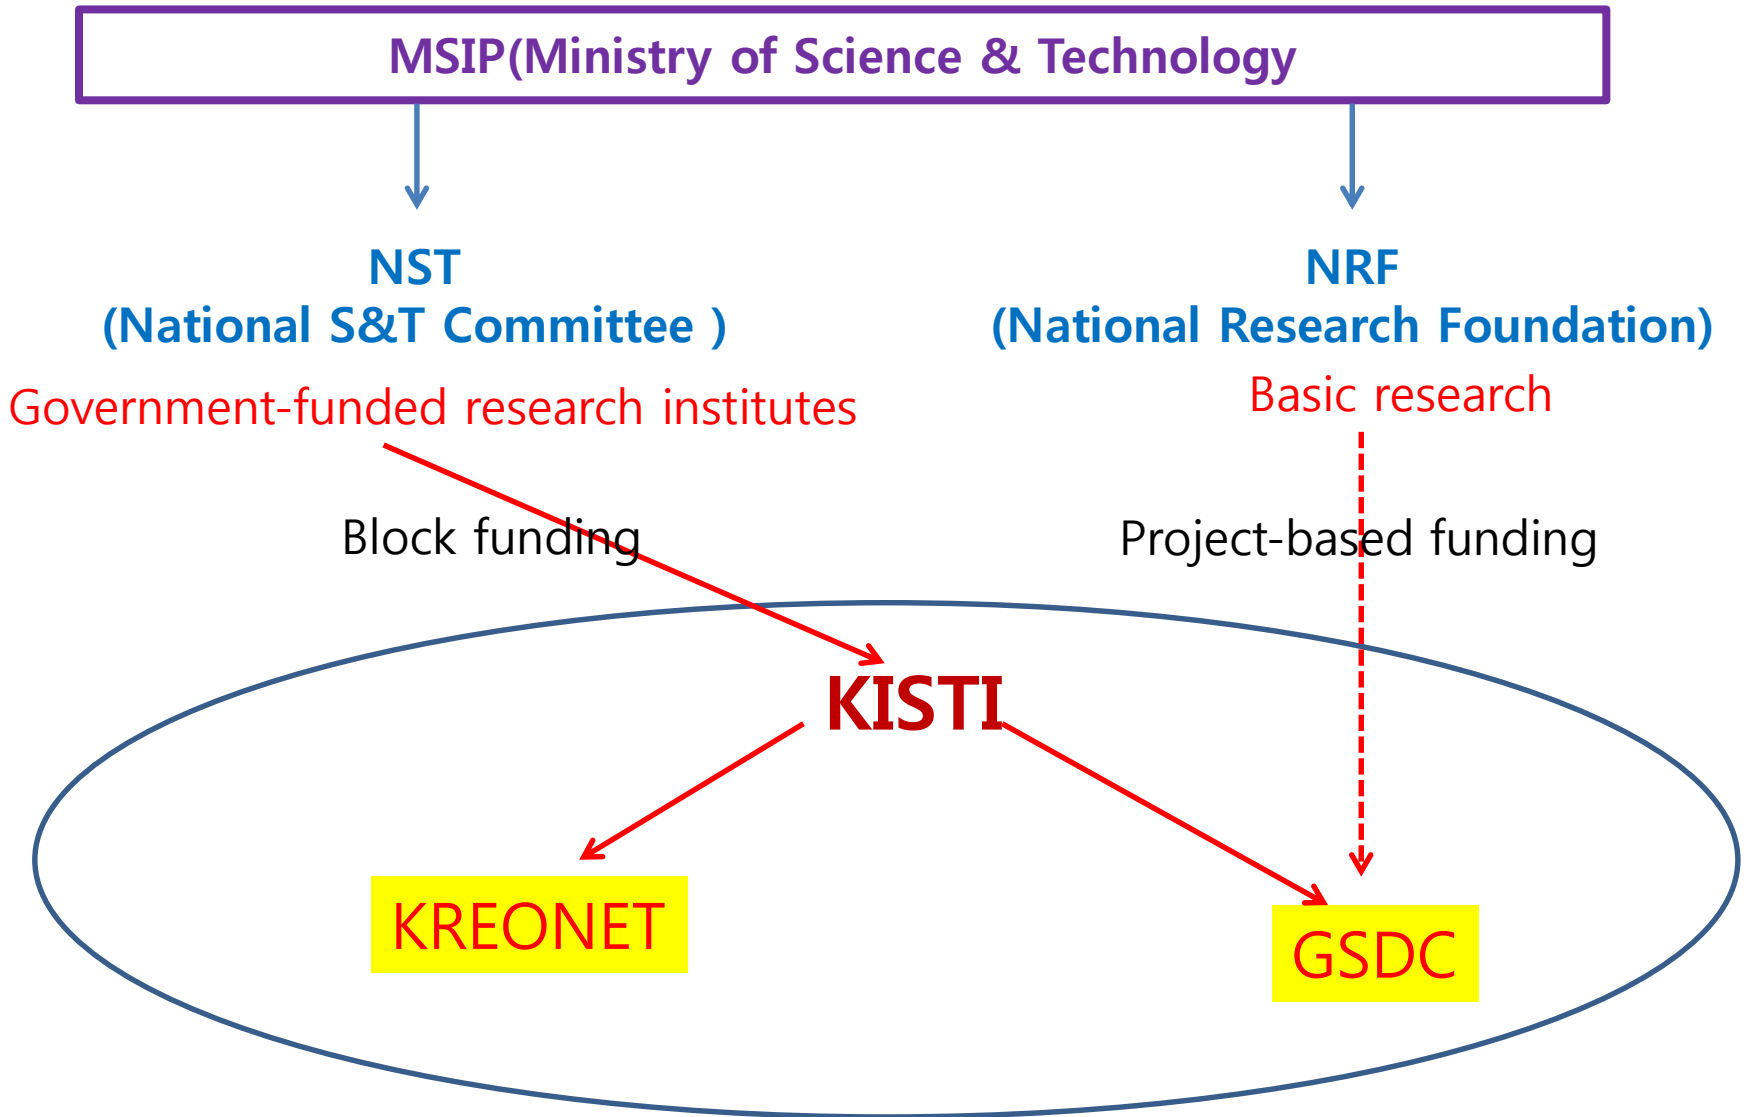 MSIP(Ministry of Science & Technology
NST
(National S&T Committee )
NRF
(National Research Foundation)
Government-funded research institutes
Basic research
Block funding
Project-based funding
KISTI
KREONET
GSDC